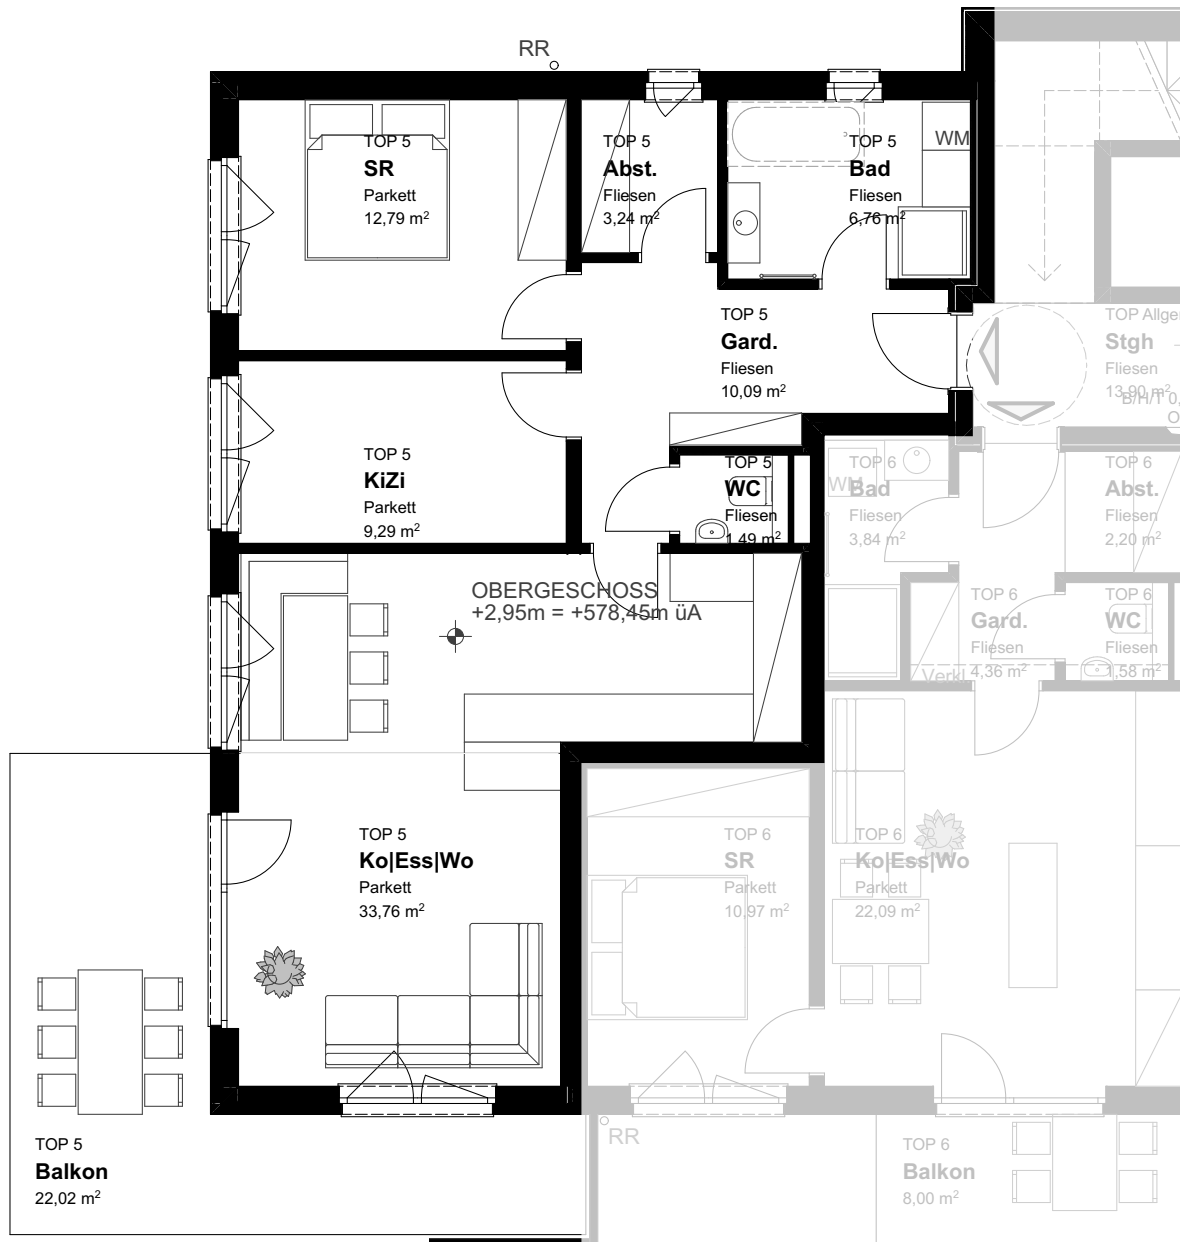 RR
TOP 5
SR
Parkett
12,79 m²
TOP 5
Abst.
Fliesen
3,24 m²
TOP 5
Bad
Fliesen
6,76 m²
WM
TOP 5
Gard.
Fliesen
10,09 m²
Stgh
Fliesen
13,90 m²
TOP 5
KiZi
Parkett
9,29 m²
TOP 5
WC
Fliesen
1,49 m²
TOP 6
Bad
Fliesen
3,84 m²
WM
TOP 6
Abst.
Fliesen
2,20 m²
OBERGESCHOSS
+2,95m = +578,45m üA
TOP 6
Gard.
Fliesen
4,36 m²
Verkl
TOP 6
WC
Fliesen
1,58 m²
TOP 5
Ko|Ess|Wo
Parkett
33,76 m²
TOP 6
SR
Parkett
10,97 m²
TOP 6
Ko|Ess|Wo
Parkett
22,09 m²
RR
TOP 5
Balkon
22,02 m²
TOP 6
Balkon
8,00 m²